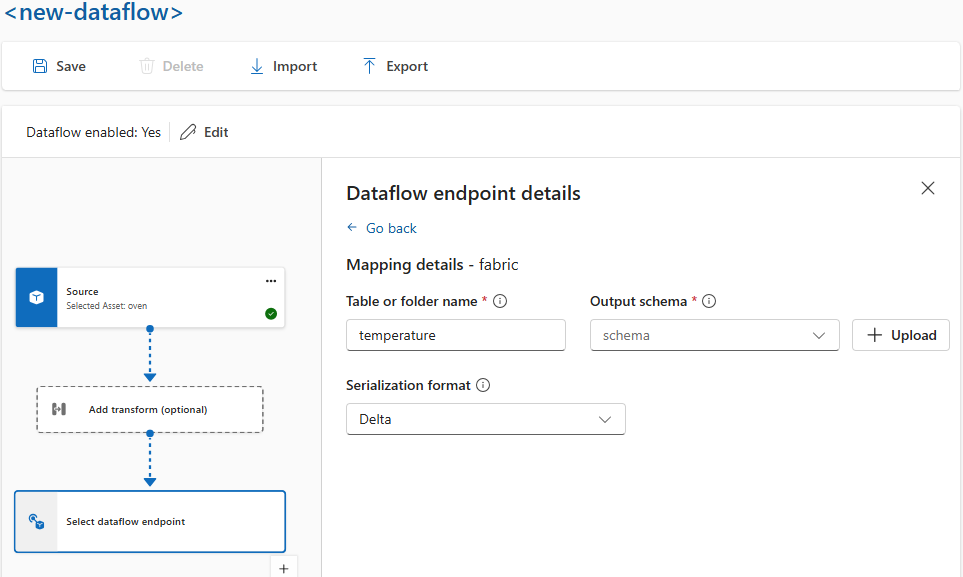 <new-dataflow>
Save Delete Import Export
Dataflow enabled: Yes Edit
Source
Selected Asset: oven
Add transform (optional)
Select dataflow endpoint
Dataflow endpoint details
Go back
Mapping details - fabric
Table or folder name * Output schema *
temperature schema Upload
Serialization format
Delta